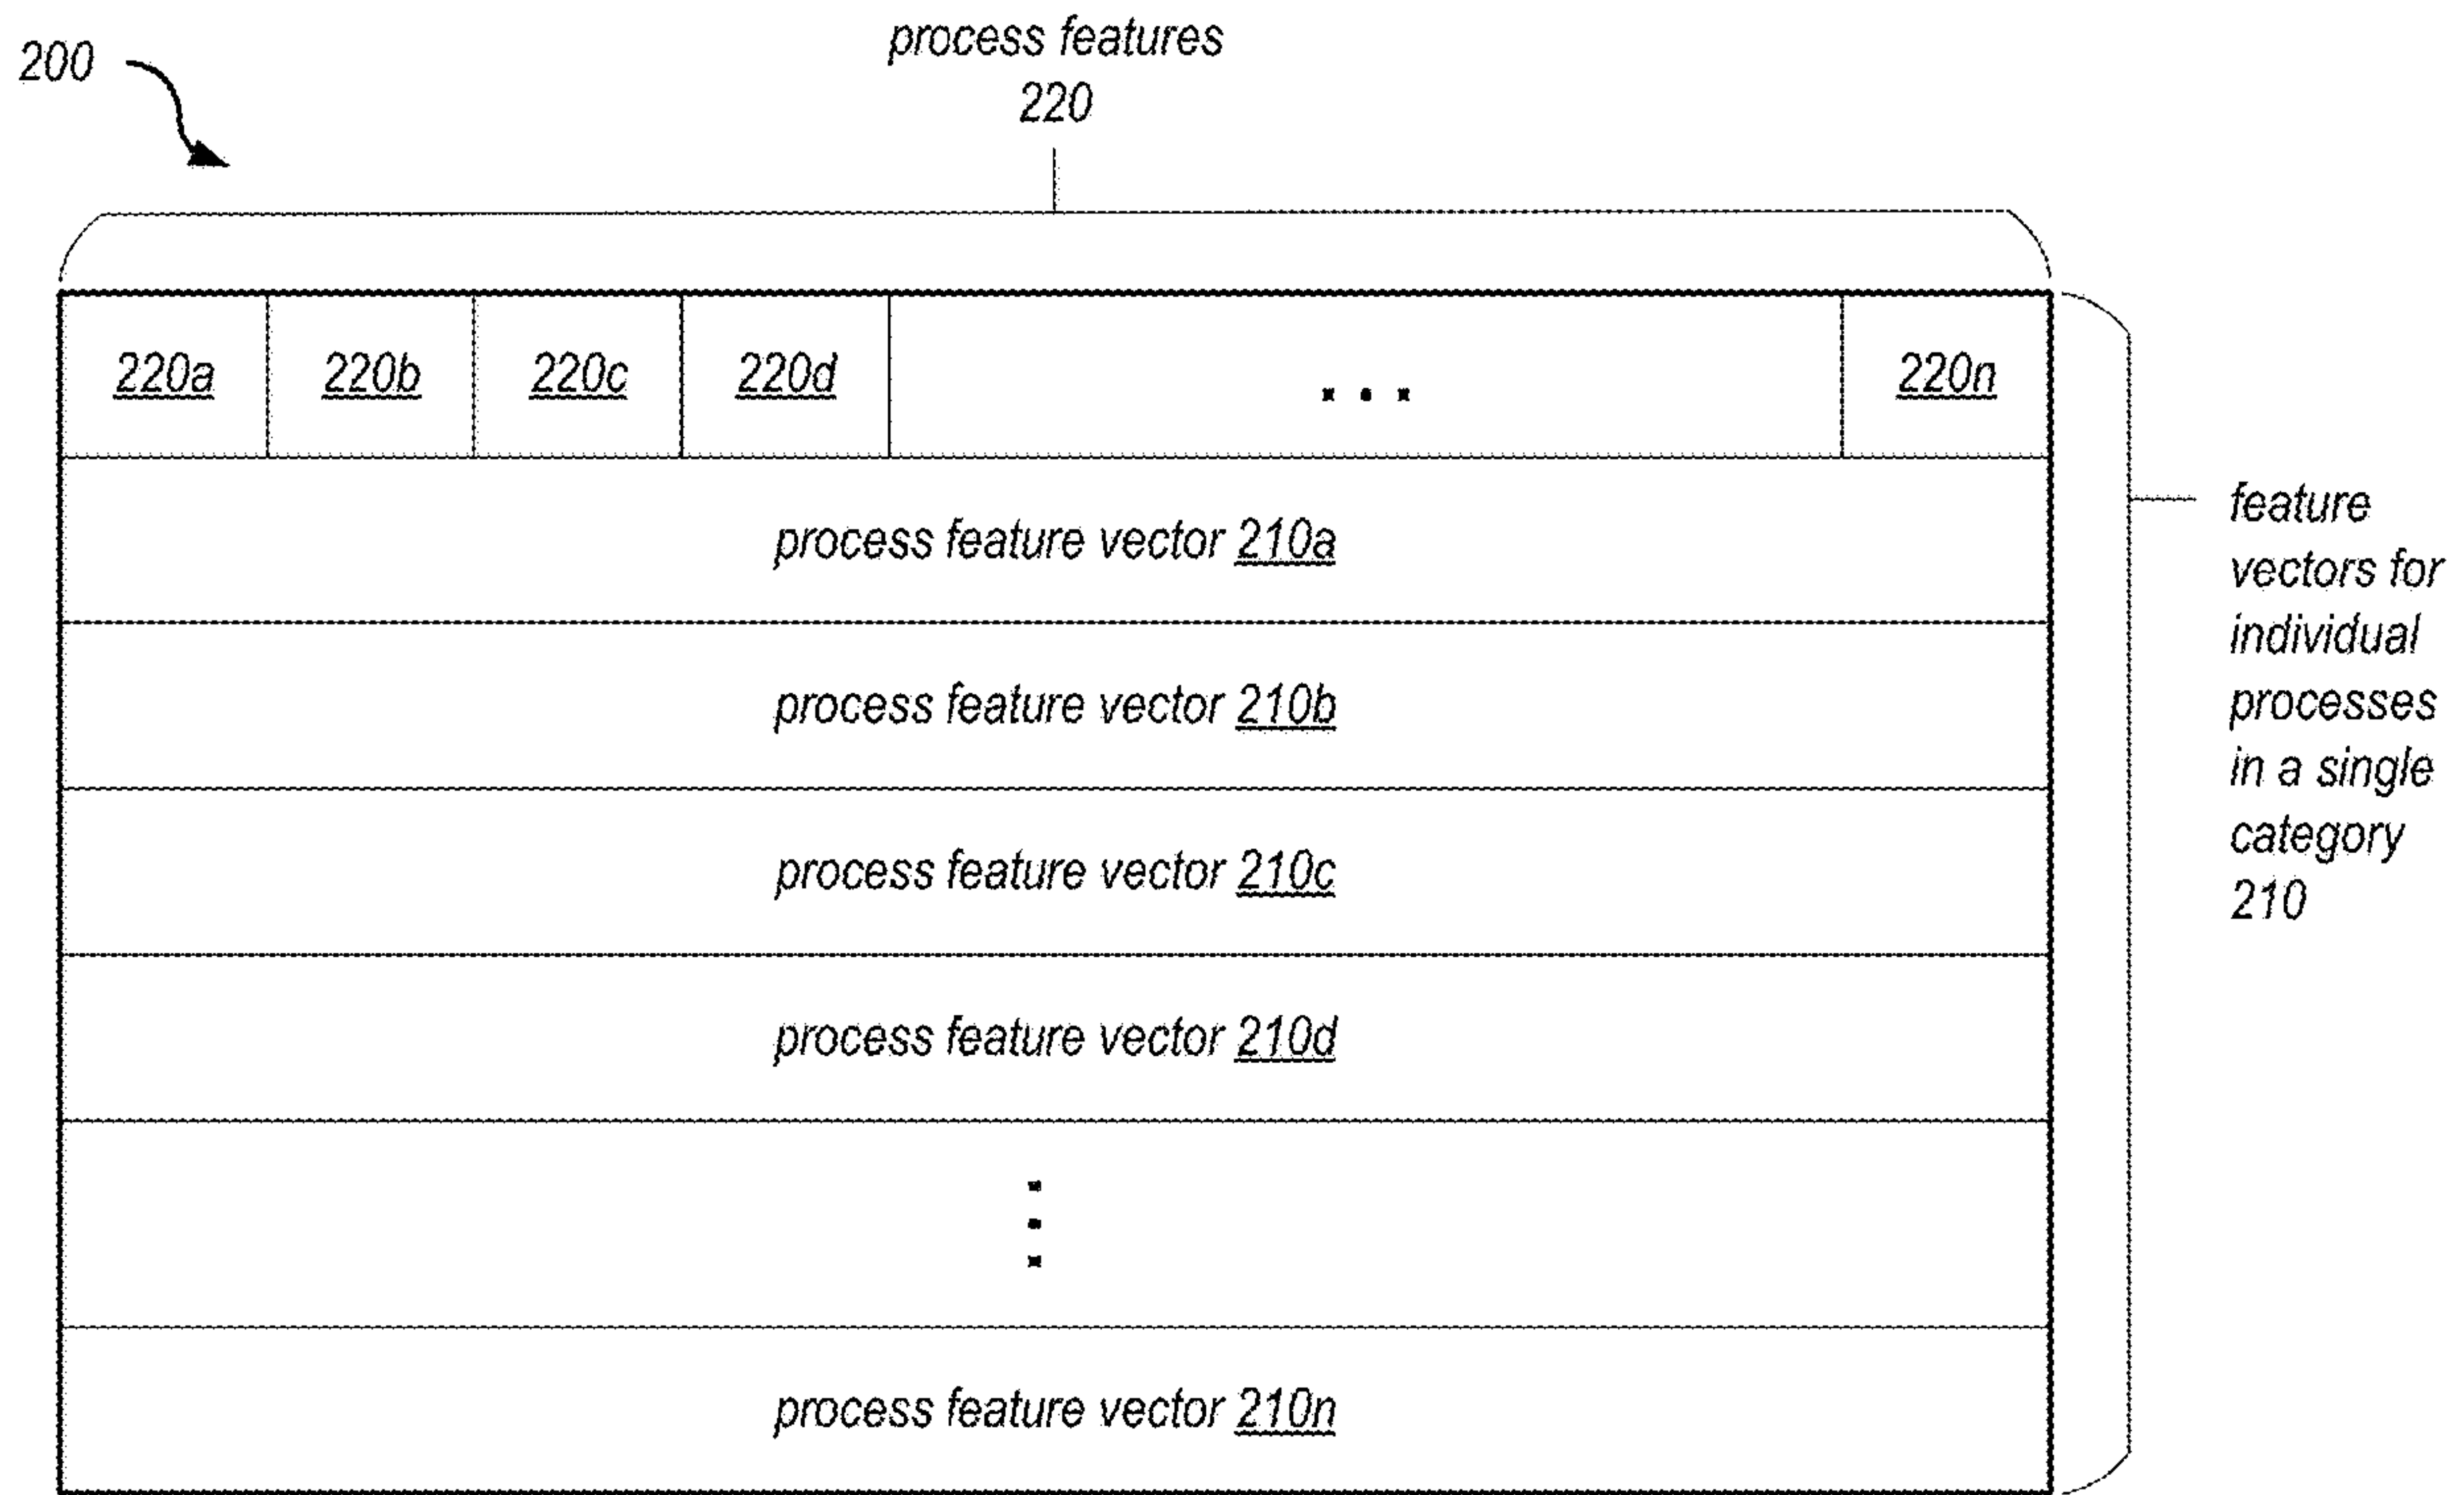 200
process features
220
220a 220b 220c 220d ... 220n
process feature vector 210a
process feature vector 210b
process feature vector 210c
process feature vector 210d
process feature vector 210n
feature
vectors for
individual
processes
in a single
category
210